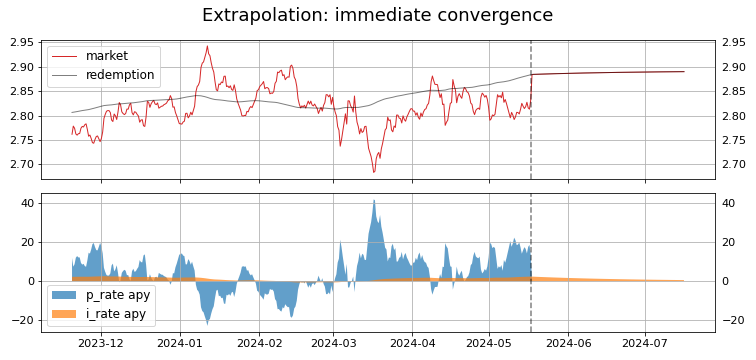 Extrapolation: immediate convergence
2.95 2.95
market
redemption
2.90 2.90
2.85 2.85
2.80 2.80
2.75 2.75
2.70 2.70
40 40
20 20
0 0
p_rate apy
i_rate apy
−20 −20
2023-12 2024-01 2024-02 2024-03 2024-04 2024-05 2024-06 2024-07